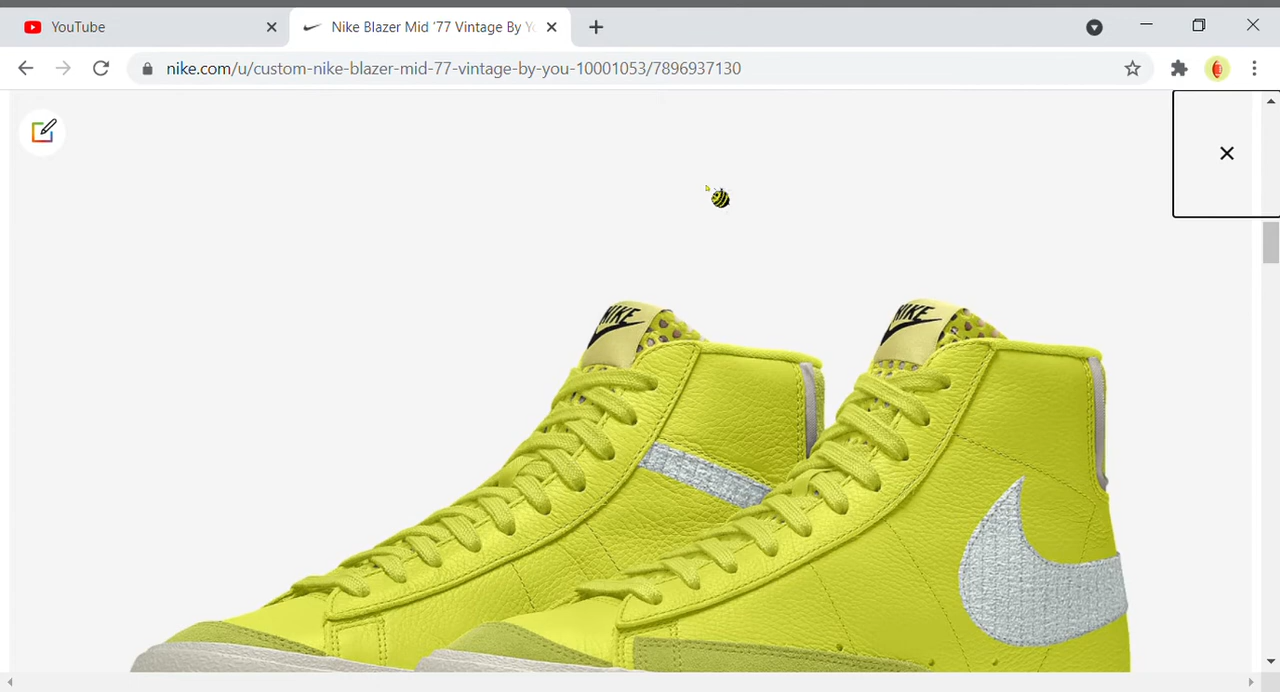 YouTube
Nike Blazer Mid '77 Vintage By Yo
nike.com/u/custom-nike-blazer-mid-77-vintage-by-you-10001053/7896937130
NIKE
NIKE